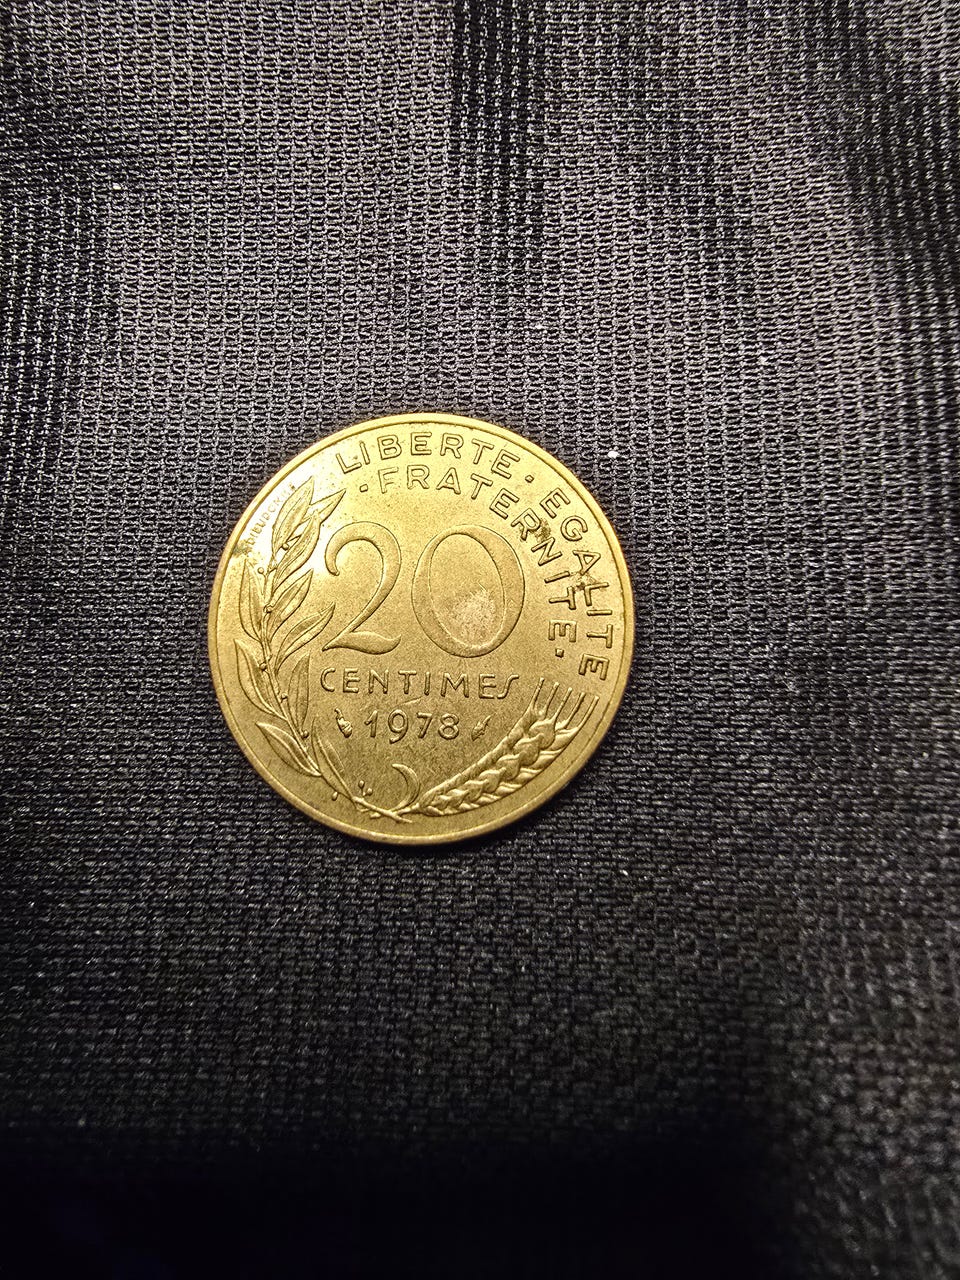 LIBERTE · EGALITE
· FRATERNITE ·
20
CENTIMES
1978